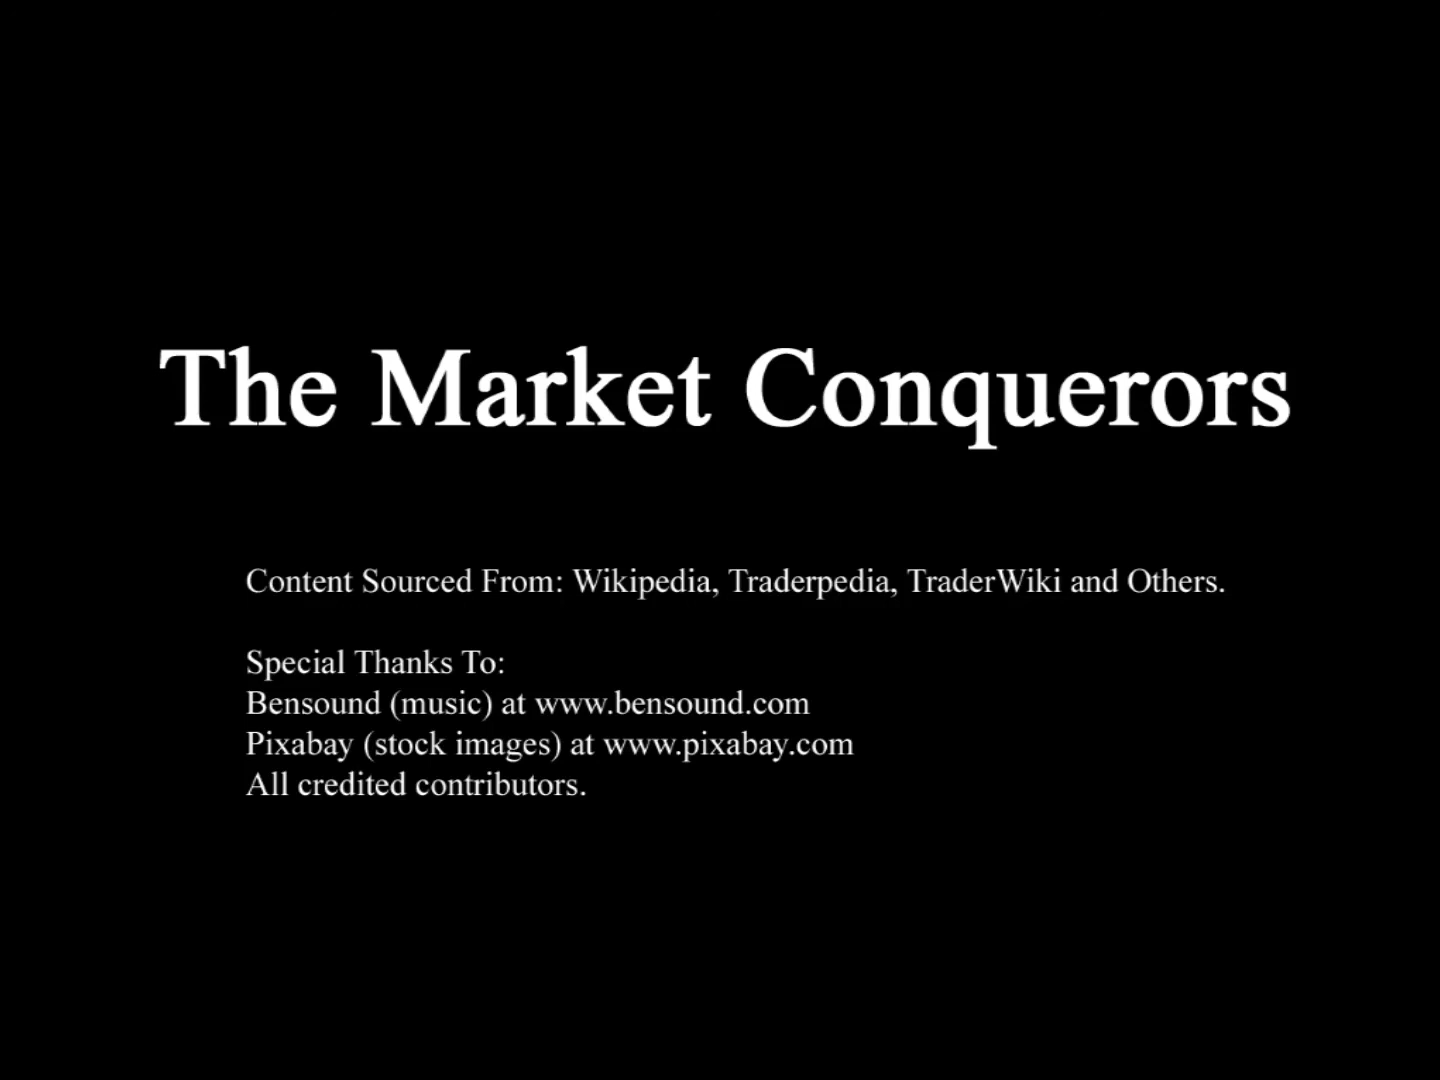 The Market Conquerors
Content Sourced From: Wikipedia, Traderpedia, TraderWiki and Others.
Special Thanks To:
Bensound (music) at www.bensound.com
Pixabay (stock images) at www.pixabay.com
All credited contributors.